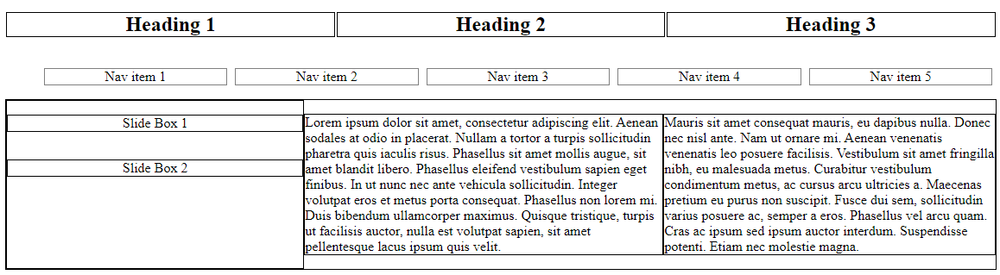 Heading 1
Heading 2
Heading 3
Nav item 1
Nav item 2
Nav item 3
Nav item 4
Nav item 5
Slide Box 1
Slide Box 2
Lorem ipsum dolor sit amet, consectetur adipiscing elit. Aenean
sodales at odio in placerat. Nullam a tortor a turpis sollicitudin
pharetra quis iaculis risus. Phasellus sit amet mollis augue, sit
amet blandit libero. Phasellus eleifend vestibulum sapien eget
finibus. In ut nunc nec ante vehicula sollicitudin. Integer
volutpat eros et metus porta consequat. Phasellus non lorem mi.
Duis bibendum ullamcorper maximus. Quisque tristique, turpis
ut facilisis auctor, nulla est volutpat sapien, sit amet
pellentesque lacus ipsum quis velit.
Mauris sit amet consequat mauris, eu dapibus nulla. Donec
nec nisl ante. Nam ut ornare mi. Aenean venenatis
venenatis leo posuere facilisis. Vestibulum sit amet fringilla
nibh, eu malesuada metus. Curabitur vestibulum
condimentum metus, ac cursus arcu ultricies a. Maecenas
pretium eu purus non suscipit. Fusce dui sem, sollicitudin
varius posuere ac, semper a eros. Phasellus vel arcu quam.
Cras ac ipsum sed ipsum auctor interdum. Suspendisse
potenti. Etiam nec molestie magna.